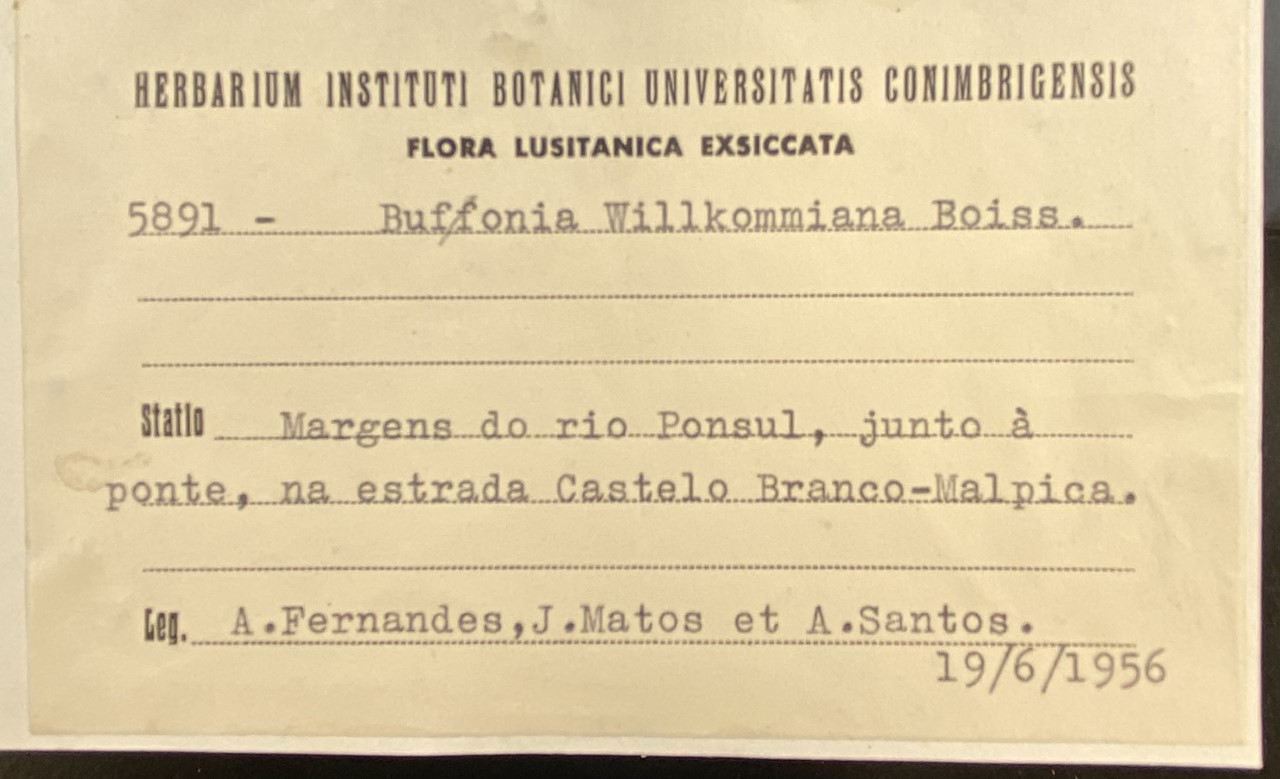 HERBARIUM INSTITUTI BOTANICI UNIVERSITATIS CONIMBRIGENSIS
FLORA LUSITANICA EXSICCATA
5891 - Buffonia Willkommiana Boiss.
Statio Margens do rio Ponsul, junto à
ponte, na estrada Castelo Branco-Malpica.
Leg. A.Fernandes,J.Matos et A.Santos.
19/6/1956